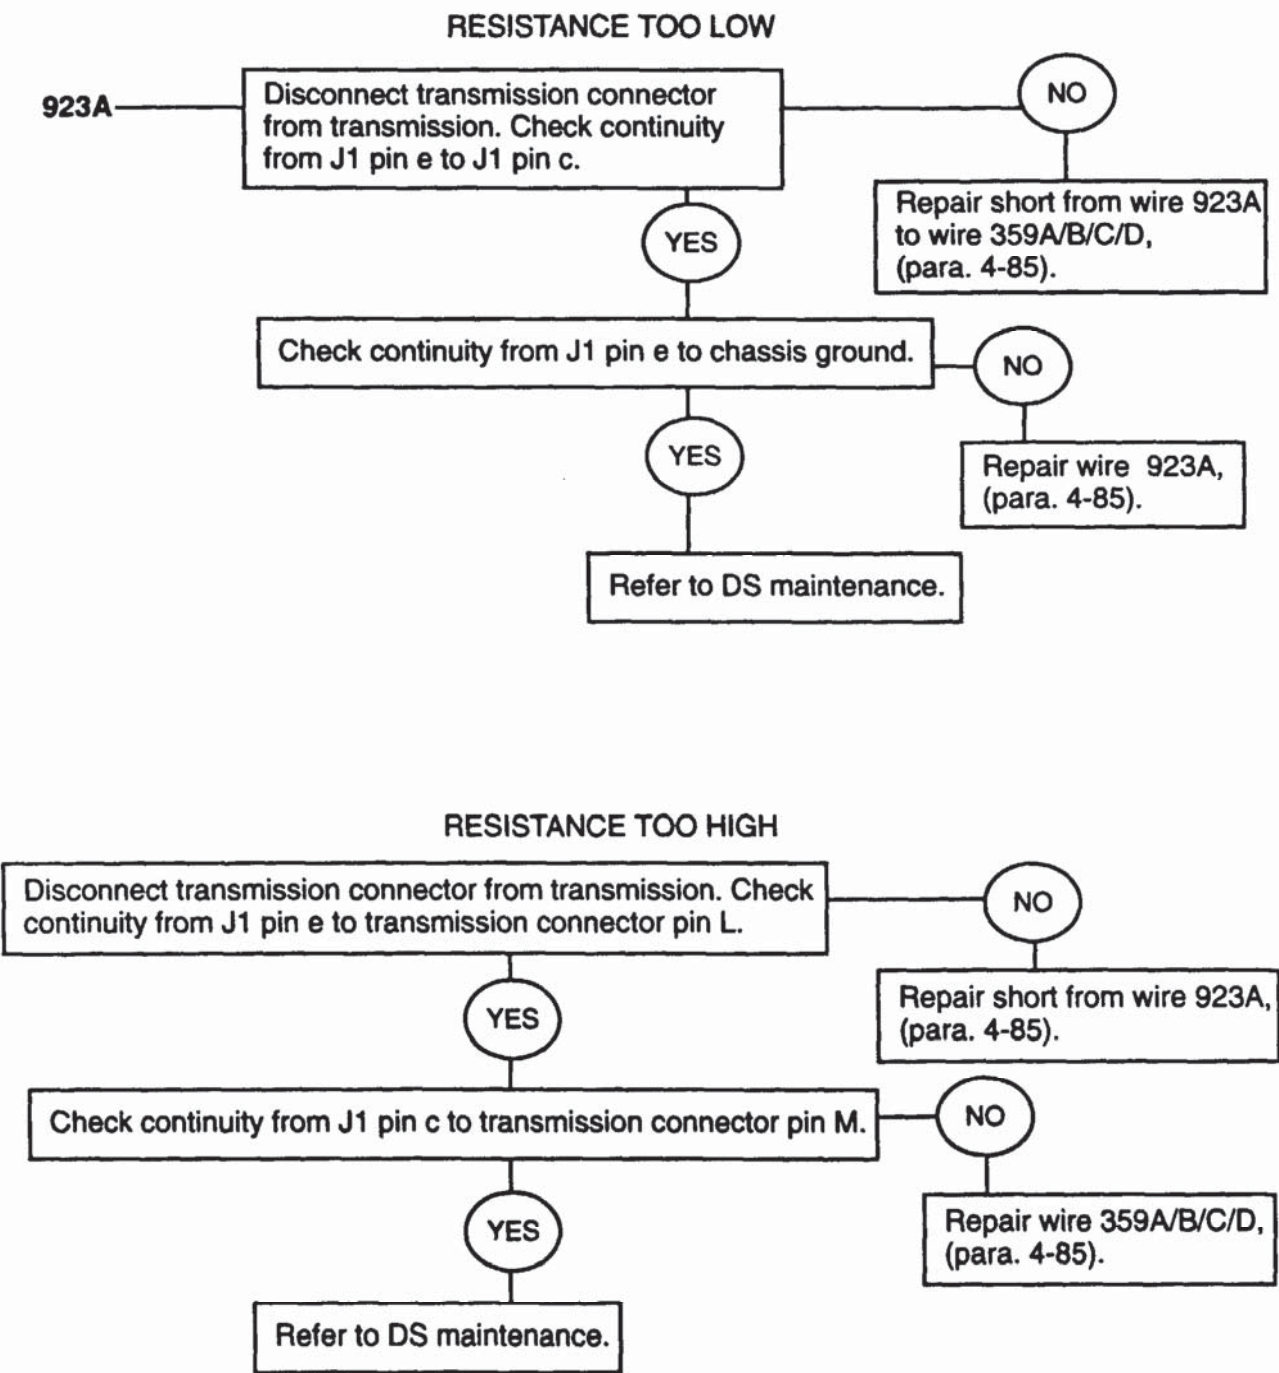 RESISTANCE TOO LOW
923A
Disconnect transmission connector
from transmission. Check continuity
from J1 pin e to J1 pin c.
NO
Repair short from wire 923A
to wire 359A/B/C/D,
(para. 4-85).
YES
Check continuity from J1 pin e to chassis ground.
NO
Repair wire 923A,
(para. 4-85).
YES
Refer to DS maintenance.
RESISTANCE TOO HIGH
Disconnect transmission connector from transmission. Check
continuity from J1 pin e to transmission connector pin L.
NO
Repair short from wire 923A,
(para. 4-85).
YES
Check continuity from J1 pin c to transmission connector pin M.
NO
Repair wire 359A/B/C/D,
(para. 4-85).
YES
Refer to DS maintenance.